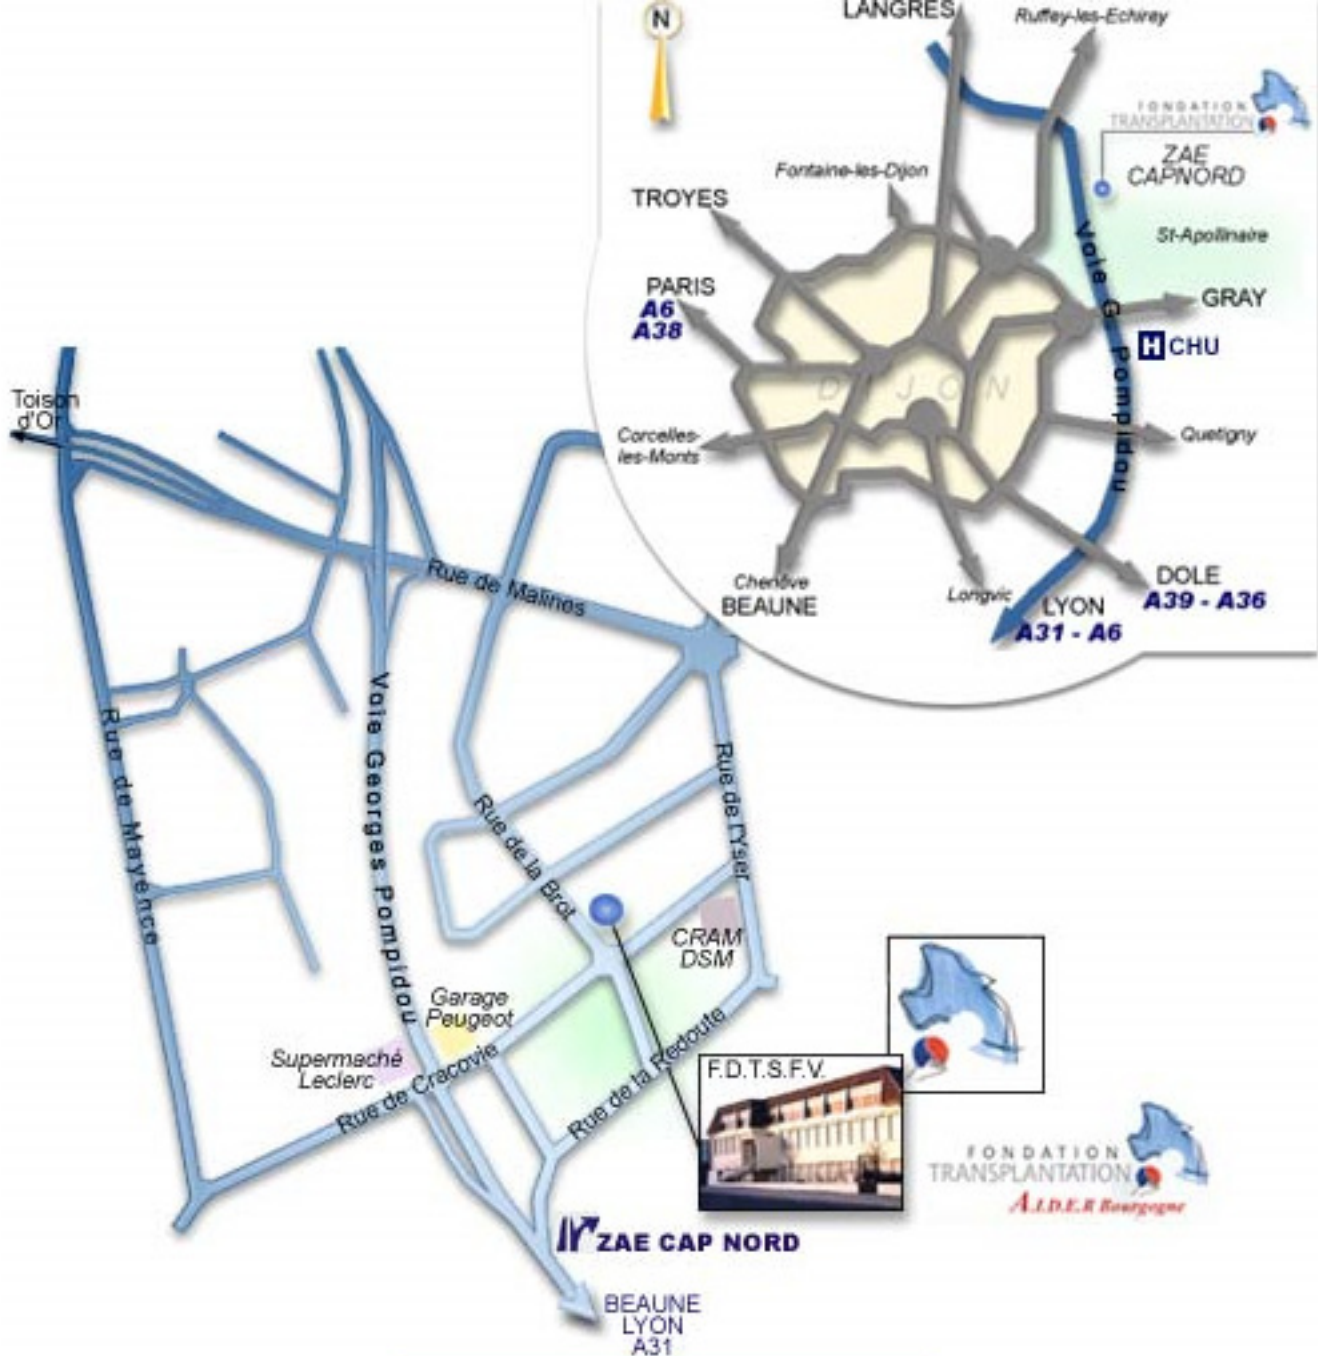 N
LANGRES
Ruffey-les-Echirey
FONDATION
TRANSPLANTATION
ZAE
CAPNORD
Fontaine-les-Dijon
TROYES
St-Apollinaire
PARIS
A6
A38
GRAY
Voie G Pompidou
H CHU
DIJON
Corcelles-
les-Monts
Quetigny
Chenôve
BEAUNE
Longvic
LYON
A31 - A6
DOLE
A39 - A36
Toison
d'Or
Rue de Malines
Rue de Mayence
Voie Georges Pompidou
Rue de la Brot
Rue de l'Yser
CRAM
DSM
Garage
Peugeot
Supermaché
Leclerc
Rue de Cracovie
Rue de la Redoute
F.D.T.S.F.V.
FONDATION
TRANSPLANTATION
A.I.D.E.R Bourgogne
ZAE CAP NORD
BEAUNE
LYON
A31